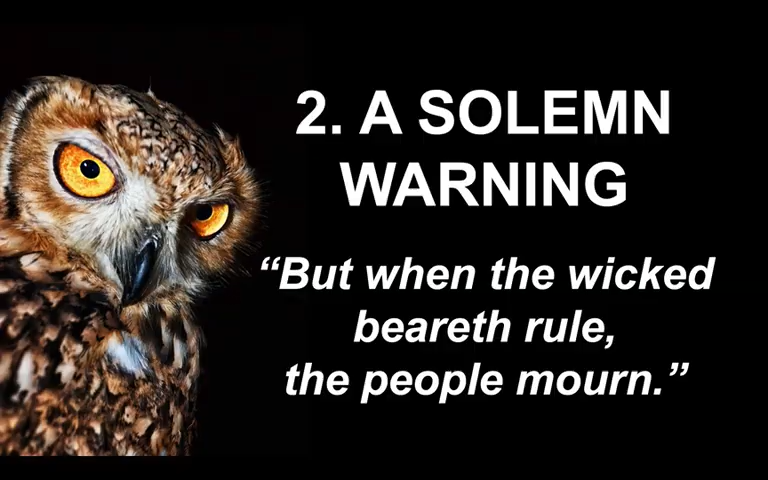 2. A SOLEMN
WARNING
“But when the wicked
beareth rule,
the people mourn.”